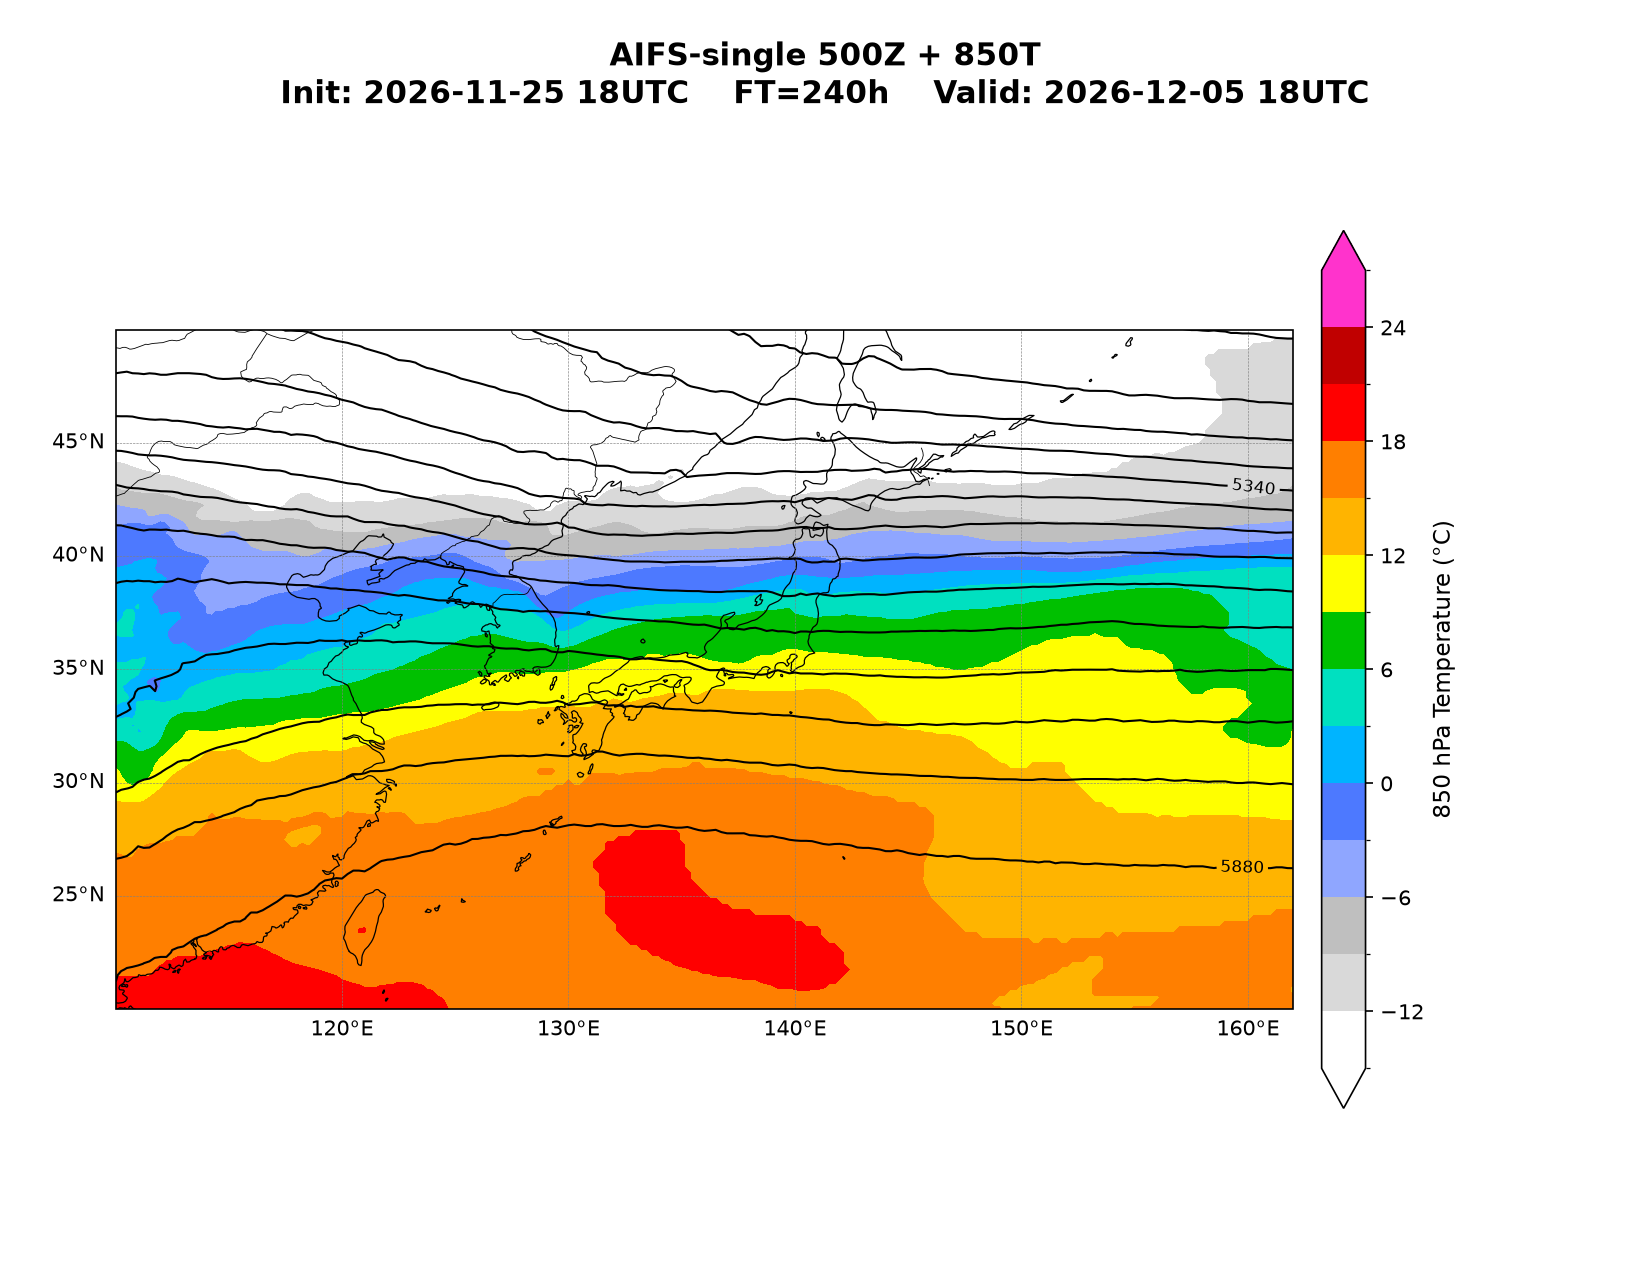 AIFS-single 500Z + 850T
Init: 2026-11-25 18UTC    FT=240h    Valid: 2026-12-05 18UTC
24
18
12
6
0
−6
−12
850 hPa Temperature (°C)
45°N
40°N
35°N
30°N
25°N
5340
5880
120°E
130°E
140°E
150°E
160°E